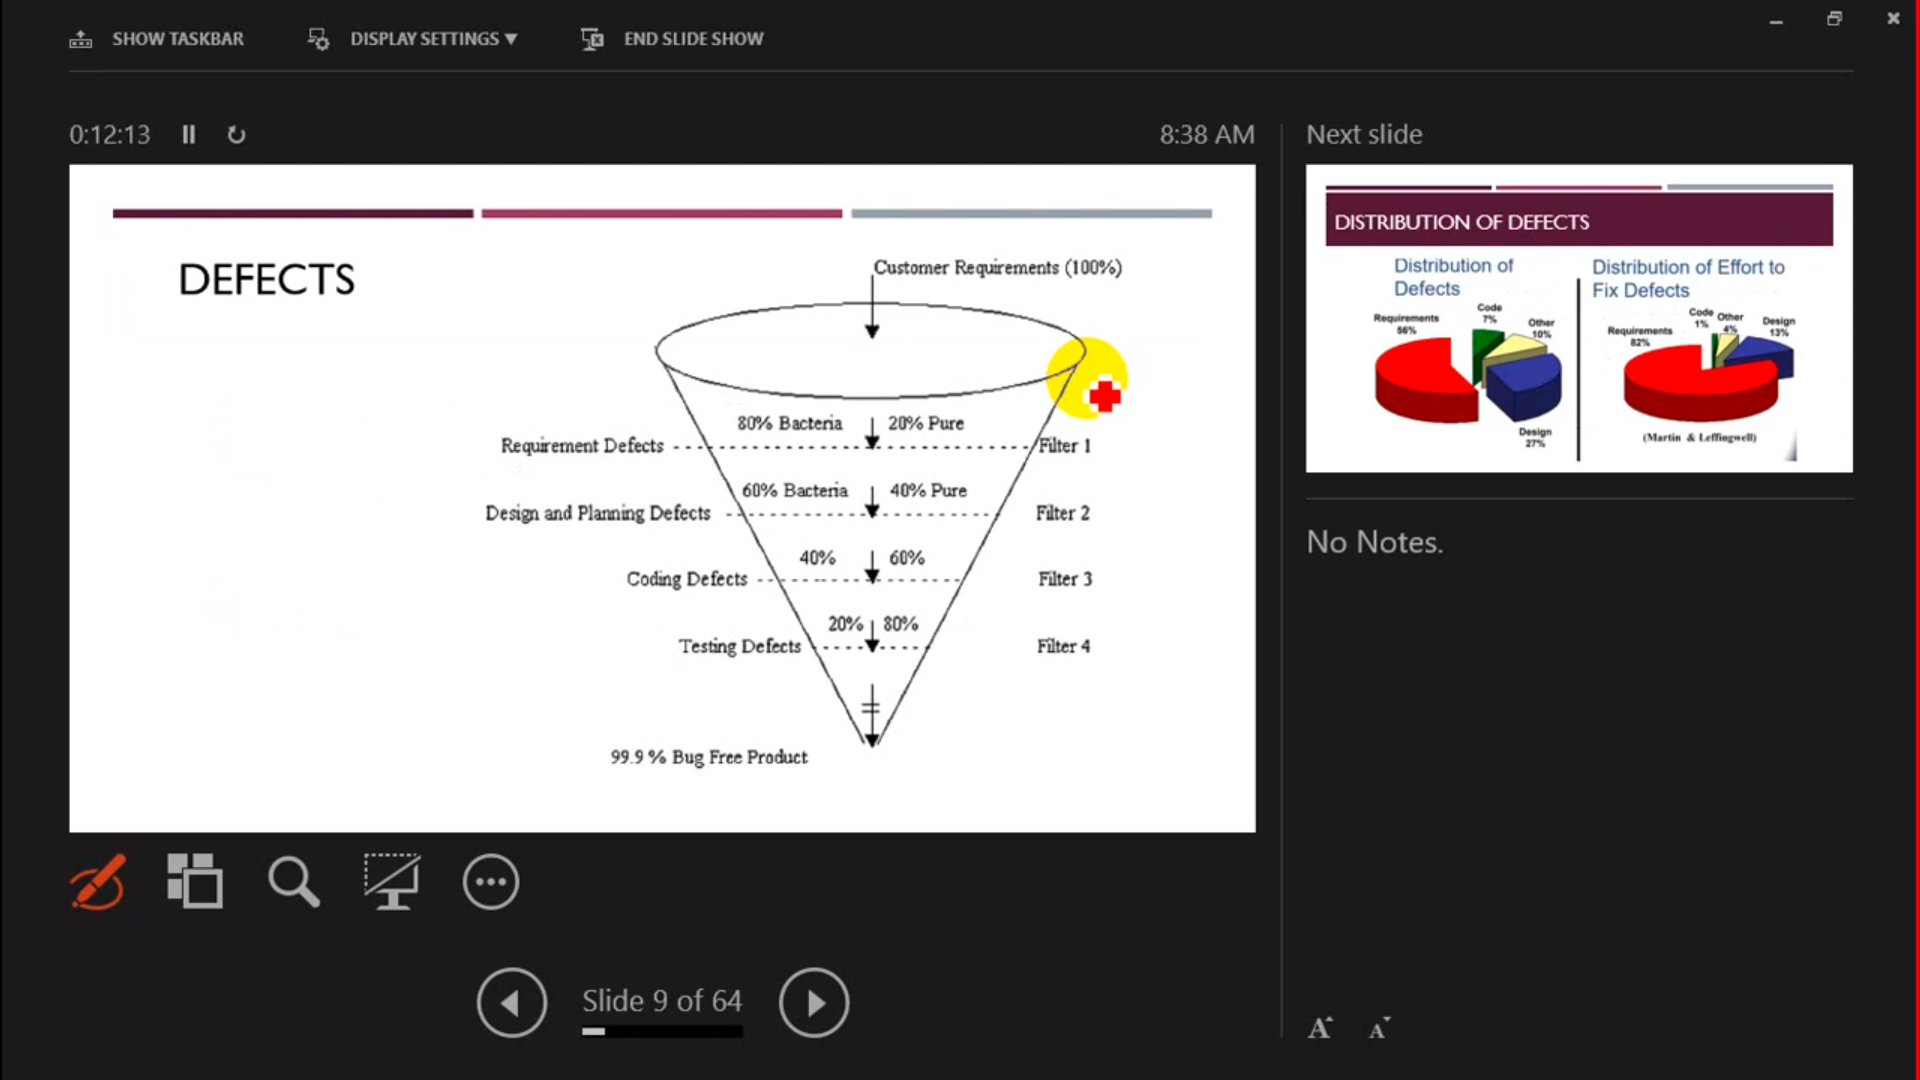 SHOW TASKBAR
DISPLAY SETTINGS ▼
END SLIDE SHOW
0:12:13
8:38 AM
Next slide
DEFECTS
Customer Requirements (100%)
80% Bacteria
20% Pure
Requirement Defects
Filter 1
60% Bacteria
40% Pure
Design and Planning Defects
Filter 2
40%
60%
Coding Defects
Filter 3
20%
80%
Testing Defects
Filter 4
99.9 % Bug Free Product
DISTRIBUTION OF DEFECTS
Distribution of
Defects
Requirements
56%
Code
7%
Other
10%
Design
27%
Distribution of Effort to
Fix Defects
Requirements
82%
Code
1%
Other
4%
Design
13%
(Martin & Leffingwell)
No Notes.
Slide 9 of 64
A
A